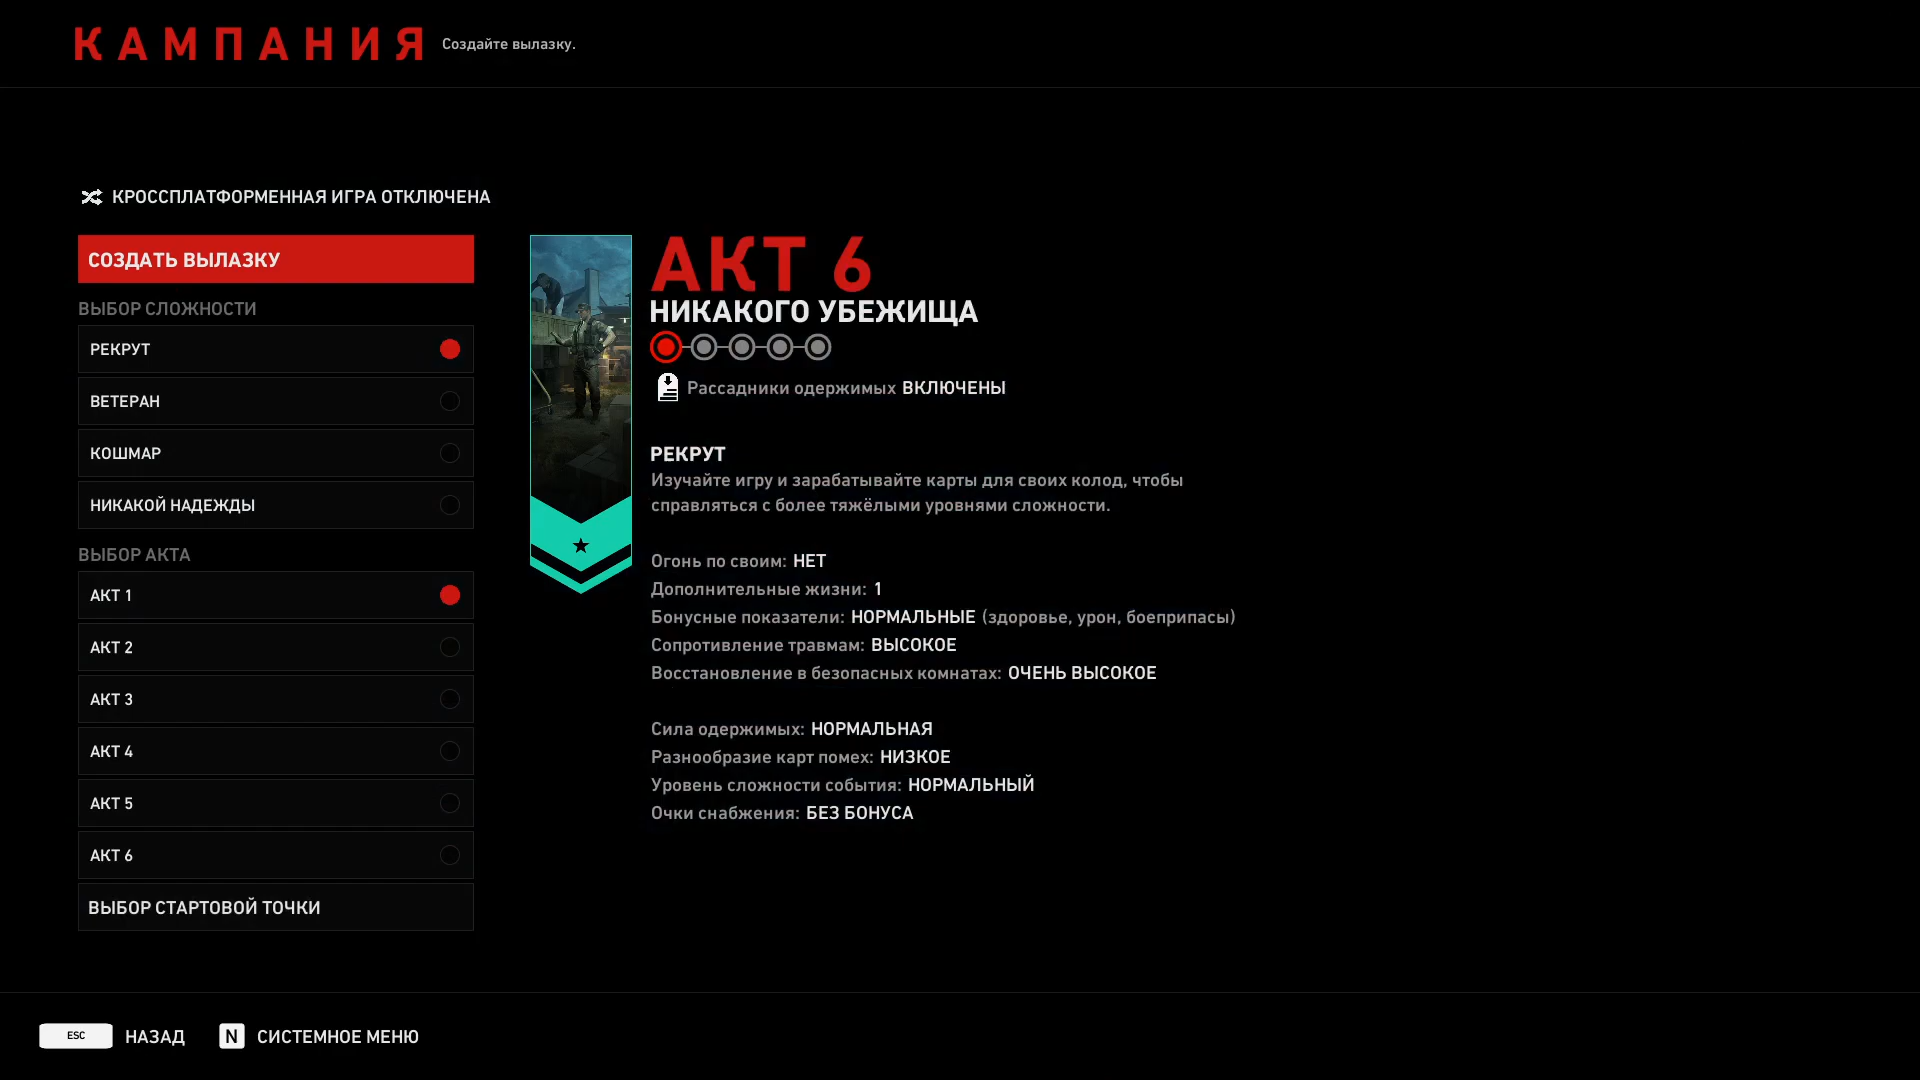 КАМПАНИЯ
Создайте вылазку.
КРОССПЛАТФОРМЕННАЯ ИГРА ОТКЛЮЧЕНА
СОЗДАТЬ ВЫЛАЗКУ
ВЫБОР СЛОЖНОСТИ
РЕКРУТ
ВЕТЕРАН
КОШМАР
НИКАКОЙ НАДЕЖДЫ
ВЫБОР АКТА
АКТ 1
АКТ 2
АКТ 3
АКТ 4
АКТ 5
АКТ 6
ВЫБОР СТАРТОВОЙ ТОЧКИ
АКТ 6
НИКАКОГО УБЕЖИЩА
Рассадники одержимых ВКЛЮЧЕНЫ
РЕКРУТ
Изучайте игру и зарабатывайте карты для своих колод, чтобы
справляться с более тяжёлыми уровнями сложности.
Огонь по своим: НЕТ
Дополнительные жизни: 1
Бонусные показатели: НОРМАЛЬНЫЕ (здоровье, урон, боеприпасы)
Сопротивление травмам: ВЫСОКОЕ
Восстановление в безопасных комнатах: ОЧЕНЬ ВЫСОКОЕ
Сила одержимых: НОРМАЛЬНАЯ
Разнообразие карт помех: НИЗКОЕ
Уровень сложности события: НОРМАЛЬНЫЙ
Очки снабжения: БЕЗ БОНУСА
ESC НАЗАД N СИСТЕМНОЕ МЕНЮ